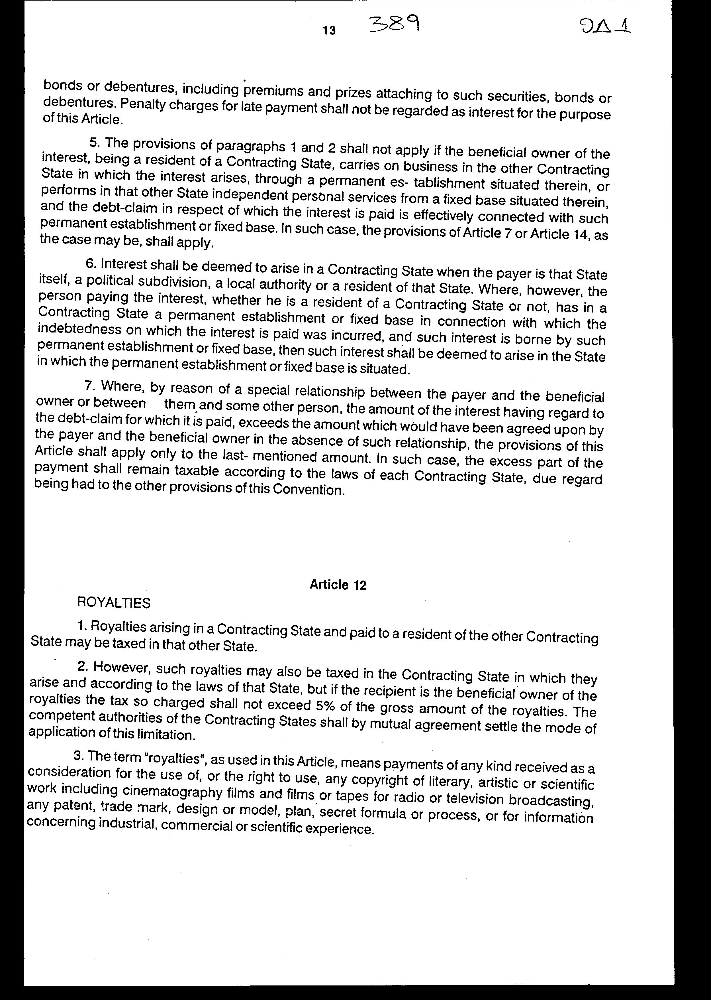 13 389
bonds or debentures, including premiums and prizes attaching to such securities, bonds or
debentures. Penalty charges for late payment shall not be regarded as interest for the purpose
of this Article.
5. The provisions of paragraphs 1 and 2 shall not apply if the beneficial owner of the
interest, being a resident of a Contracting State, carries on business in the other Contracting
State in which the interest arises, through a permanent es- tablishment situated therein, or
performs in that other State independent personal services from a fixed base situated therein,
and the debt-claim in respect of which the interest is paid is effectively connected with such
permanent establishment or fixed base. In such case, the provisions of Article 7 or Article 14, as
the case may be, shall apply.
6. Interest shall be deemed to arise in a Contracting State when the payer is that State
itself, a political subdivision, a local authority or a resident of that State. Where, however, the
person paying the interest, whether he is a resident of a Contracting State or not, has in a
Contracting State a permanent establishment or fixed base in connection with which the
indebtedness on which the interest is paid was incurred, and such interest is borne by such
permanent establishment or fixed base, then such interest shall be deemed to arise in the State
in which the permanent establishment or fixed base is situated.
7. Where, by reason of a special relationship between the payer and the beneficial
owner or between them and some other person, the amount of the interest having regard to
the debt-claim for which it is paid, exceeds the amount which would have been agreed upon by
the payer and the beneficial owner in the absence of such relationship, the provisions of this
Article shall apply only to the last- mentioned amount. In such case, the excess part of the
payment shall remain taxable according to the laws of each Contracting State, due regard
being had to the other provisions of this Convention.
Article 12
ROYALTIES
1. Royalties arising in a Contracting State and paid to a resident of the other Contracting
State may be taxed in that other State.
2. However, such royalties may also be taxed in the Contracting State in which they
arise and according to the laws of that State, but if the recipient is the beneficial owner of the
royalties the tax so charged shall not exceed 5% of the gross amount of the royalties. The
competent authorities of the Contracting States shall by mutual agreement settle the mode of
application of this limitation.
3. The term "royalties", as used in this Article, means payments of any kind received as a
consideration for the use of, or the right to use, any copyright of literary, artistic or scientific
work including cinematography films and films or tapes for radio or television broadcasting,
any patent, trade mark, design or model, plan, secret formula or process, or for information
concerning industrial, commercial or scientific experience.